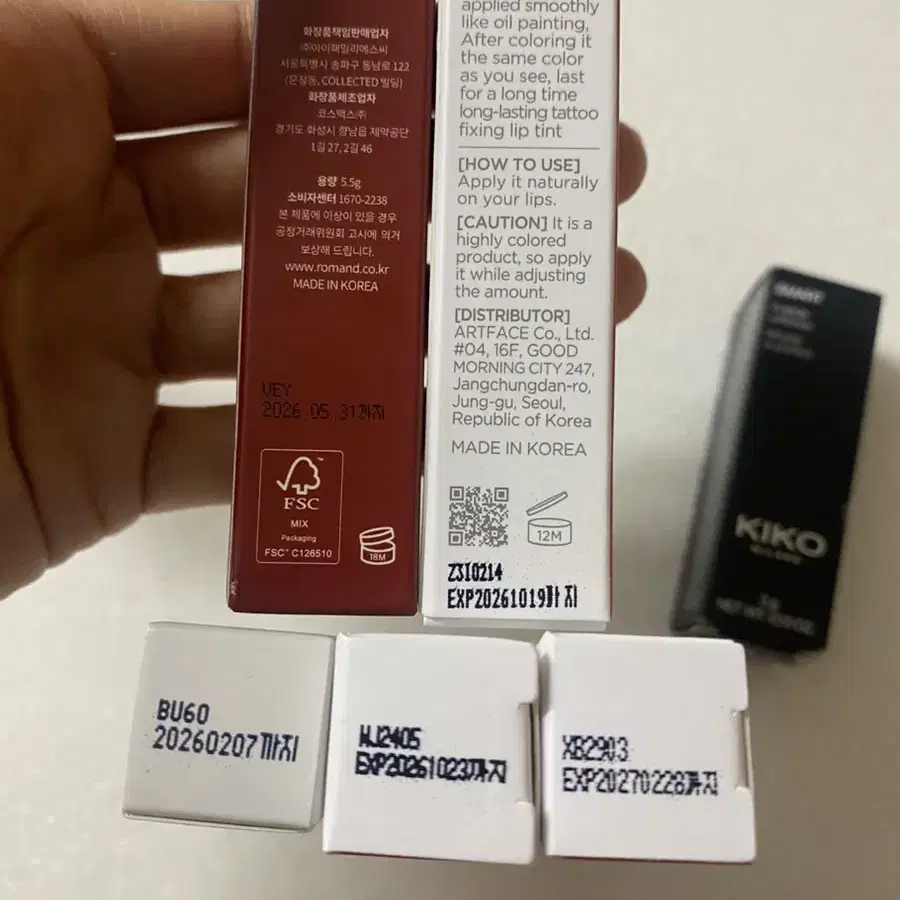 화장품책임판매업자
㈜아이패밀리에스씨
서울특별시 송파구 동남로 122
(문정동, COLLECTED 빌딩)
화장품제조업자
코스맥스㈜
경기도 화성시 향남읍 제약공단
1길 27, 2길 46
용량 5.5g
소비자센터 1670-2238
본 제품에 이상이 있을 경우
공정거래위원회 고시에 의거
보상해 드립니다.
www.romand.co.kr
MADE IN KOREA
VEY
2026.05.31까지
FSC
MIX
Packaging
FSC™ C126510
18M
applied smoothly
like oil painting,
After coloring it
the same color
as you see, last
for a long time
long-lasting tattoo
fixing lip tint
[HOW TO USE]
Apply it naturally
on your lips.
[CAUTION] It is a
highly colored
product, so apply
it while adjusting
the amount.
[DISTRIBUTOR]
ARTFACE Co., Ltd.
#04, 16F, GOOD
MORNING CITY 247,
Jangchungdan-ro,
Jung-gu, Seoul,
Republic of Korea
MADE IN KOREA
12M
Z3I0214
EXP20261019까지
KIKO
MILANO
BU60
20260207까지
WJ2405
EXP20261023까지
XB2903
EXP20270228까지